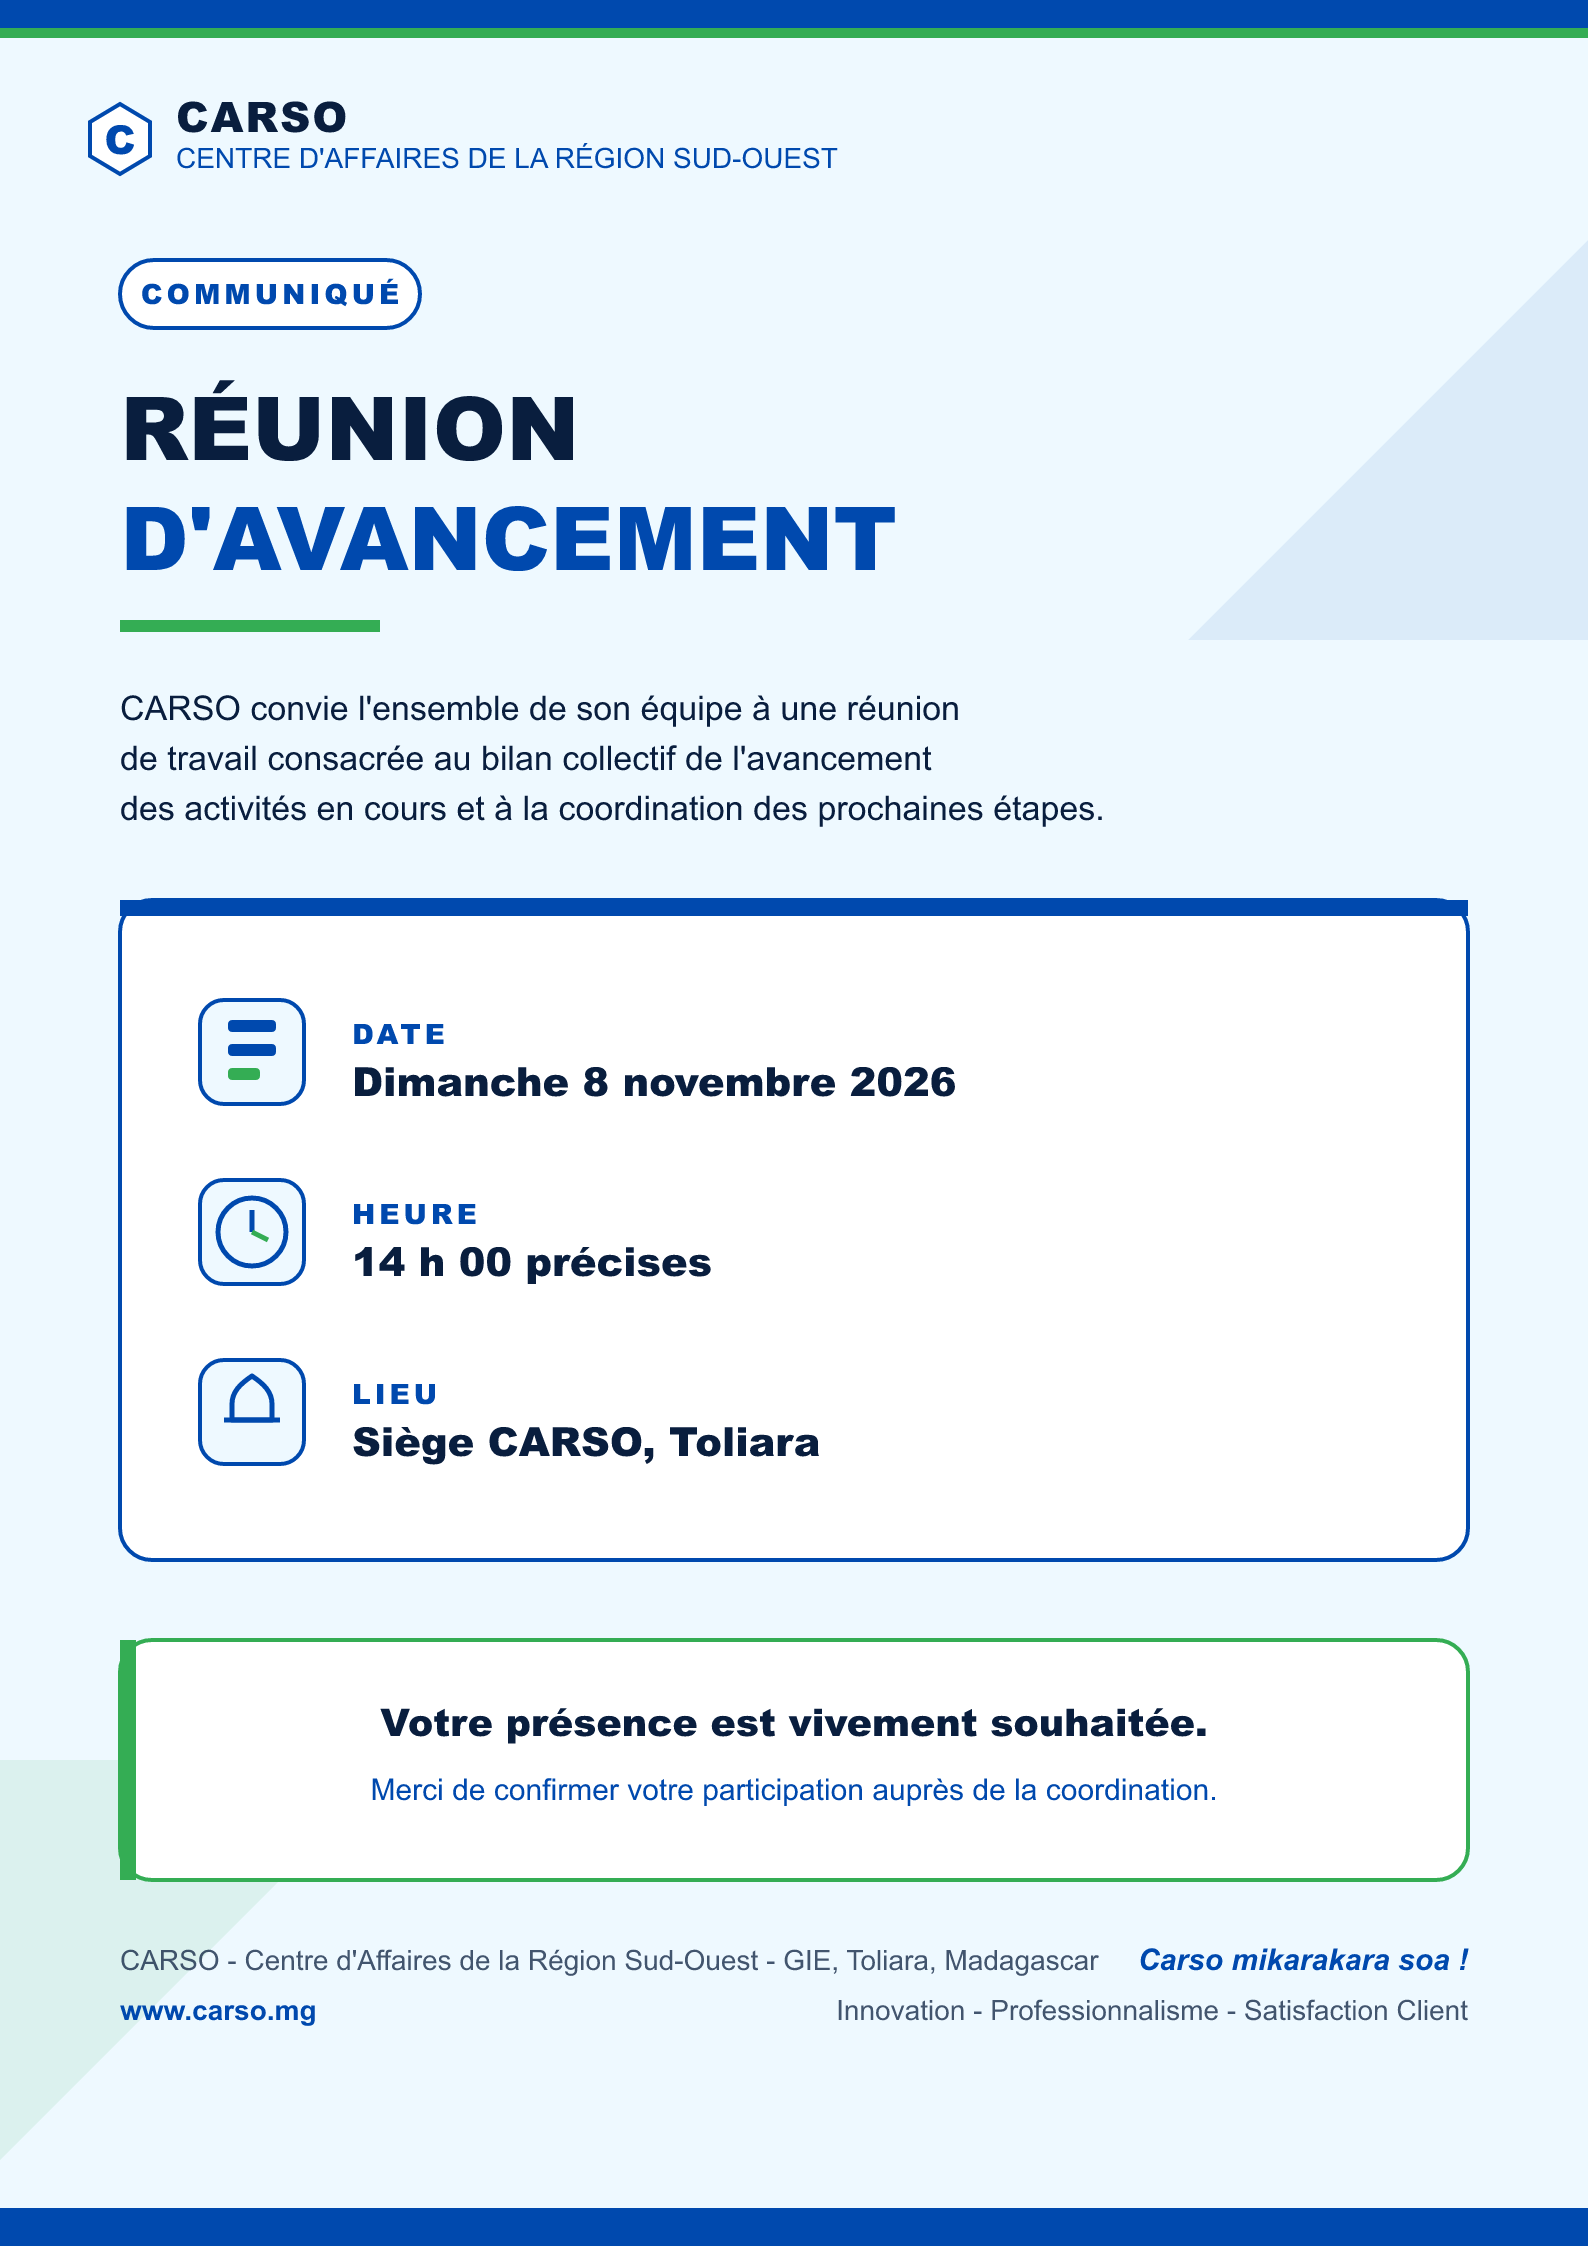 C
CARSO
CENTRE D'AFFAIRES DE LA RÉGION SUD-OUEST
COMMUNIQUÉ
RÉUNION
D'AVANCEMENT
CARSO convie l'ensemble de son équipe à une réunion
de travail consacrée au bilan collectif de l'avancement
des activités en cours et à la coordination des prochaines étapes.
DATE
Dimanche 8 novembre 2026
HEURE
14 h 00 précises
LIEU
Siège CARSO, Toliara
Votre présence est vivement souhaitée.
Merci de confirmer votre participation auprès de la coordination.
CARSO - Centre d'Affaires de la Région Sud-Ouest - GIE, Toliara, Madagascar
Carso mikarakara soa !
www.carso.mg
Innovation - Professionnalisme - Satisfaction Client